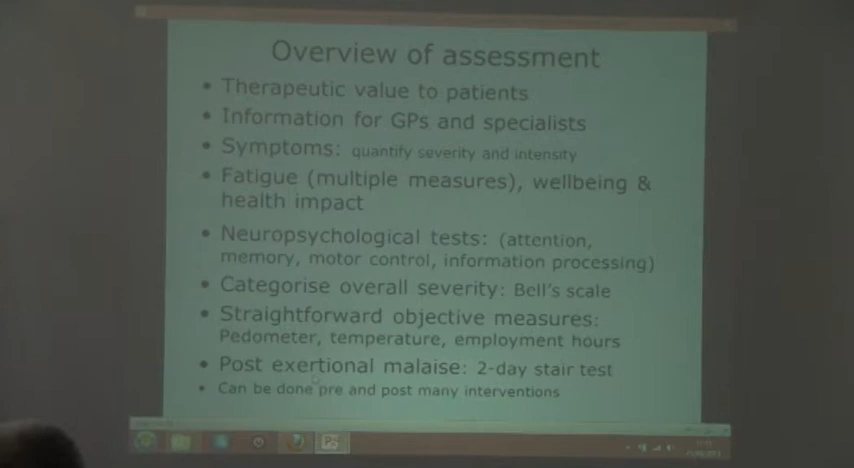 Overview of assessment
• Therapeutic value to patients
• Information for GPs and specialists
• Symptoms: quantify severity and intensity
• Fatigue (multiple measures), wellbeing &
health impact
• Neuropsychological tests: (attention,
memory, motor control, information processing)
• Categorise overall severity: Bell's scale
• Straightforward objective measures:
Pedometer, temperature, employment hours
• Post exertional malaise: 2-day stair test
• Can be done pre and post many interventions